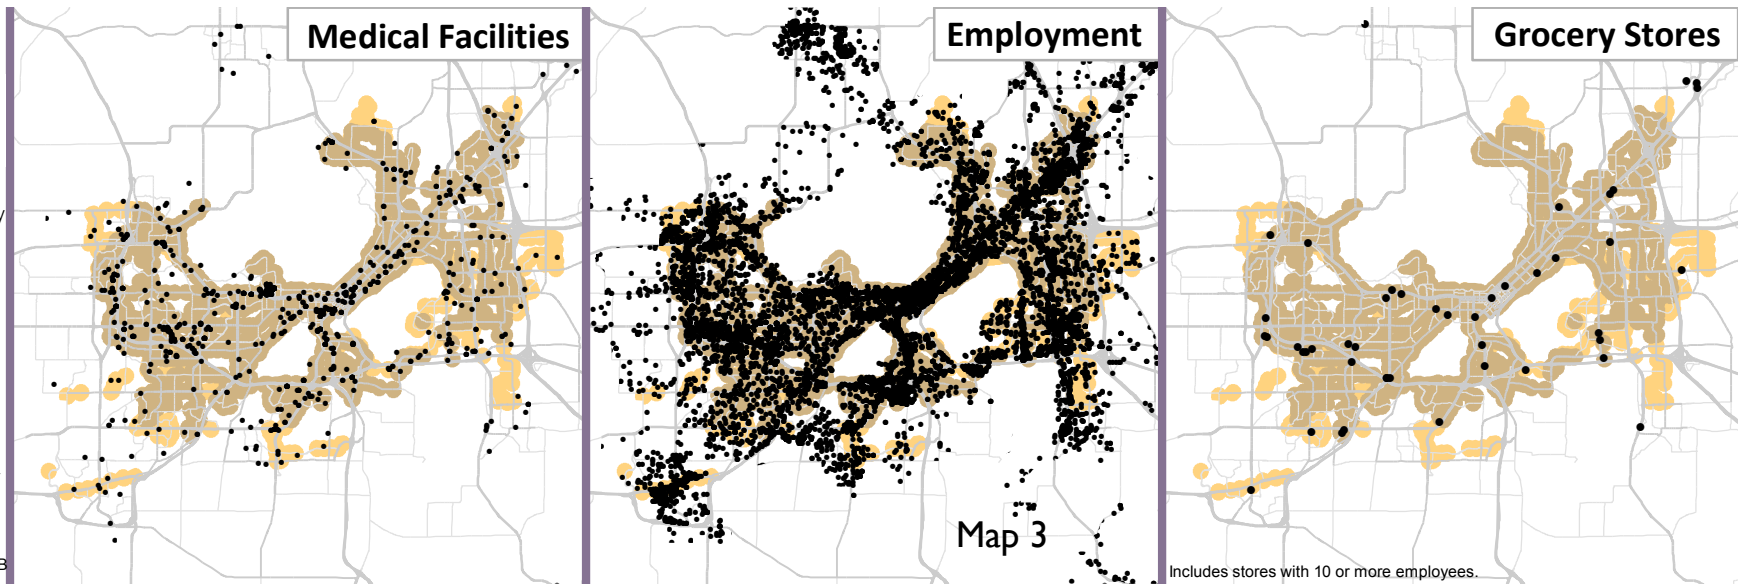 Medical Facilities
Employment
Grocery Stores
y
Map 3
B
Includes stores with 10 or more employees.